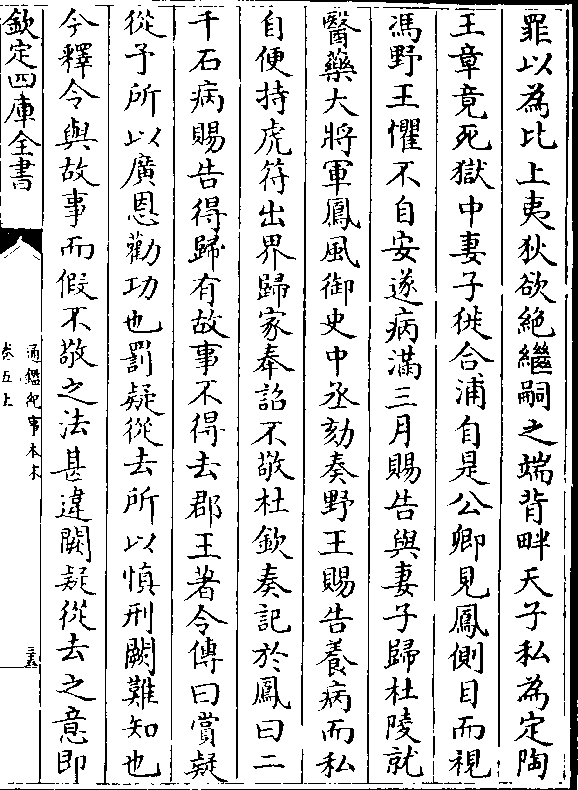 罪以為比上夷狄欲絶繼嗣之端背畔天子私為定陶
王章竟死獄中妻子徙合浦自是公卿見鳳側目而視
馮野王懼不自安遂病滿三月賜告與妻子歸杜陵就
醫藥大將軍鳳風御史中丞劾奏野王賜告養病而私
自便持虎符出界歸家奉詔不敬杜欽奏記於鳳曰二
千石病賜告得歸有故事不得去郡王著令傳曰賞疑
從予所以廣恩勸功也罰疑從去所以慎刑闕難知也
今釋令與故事而假不敬之法甚違闕疑從去之意即
欽定四庫全書
通鑑紀事本末
卷五上